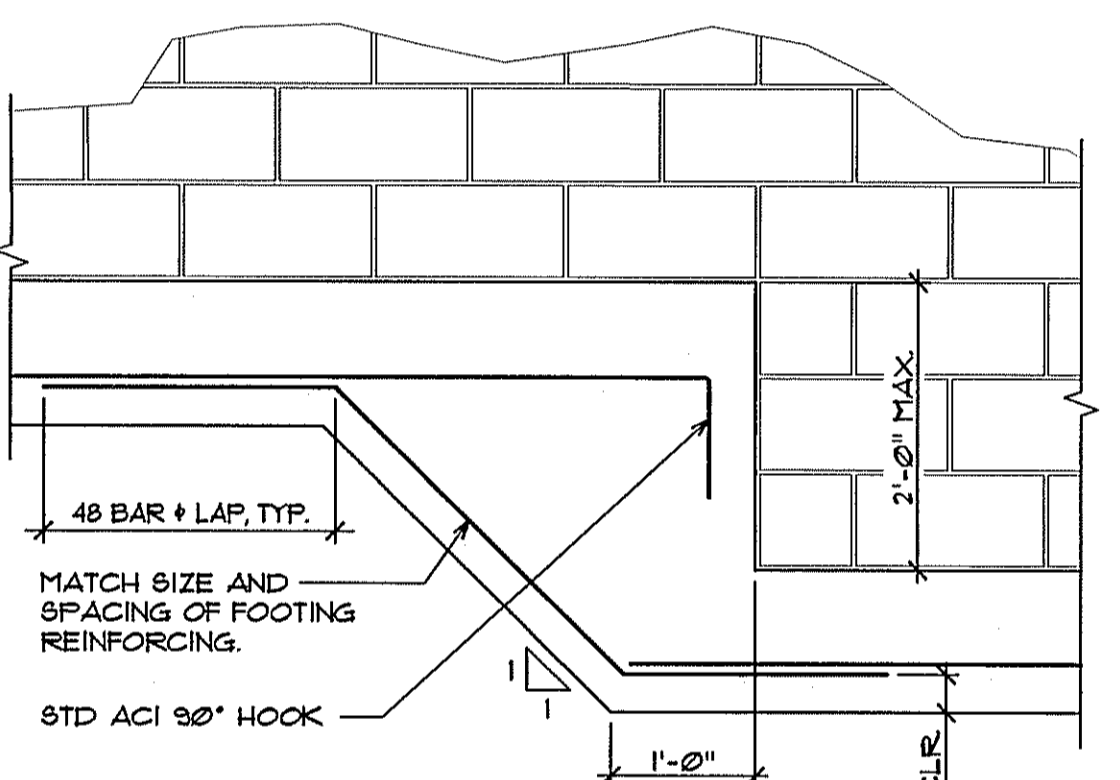 2'-0" MAX.
48 BAR ϕ LAP, TYP.
MATCH SIZE AND
SPACING OF FOOTING
REINFORCING.
1
1
STD ACI 90° HOOK
1'-0"